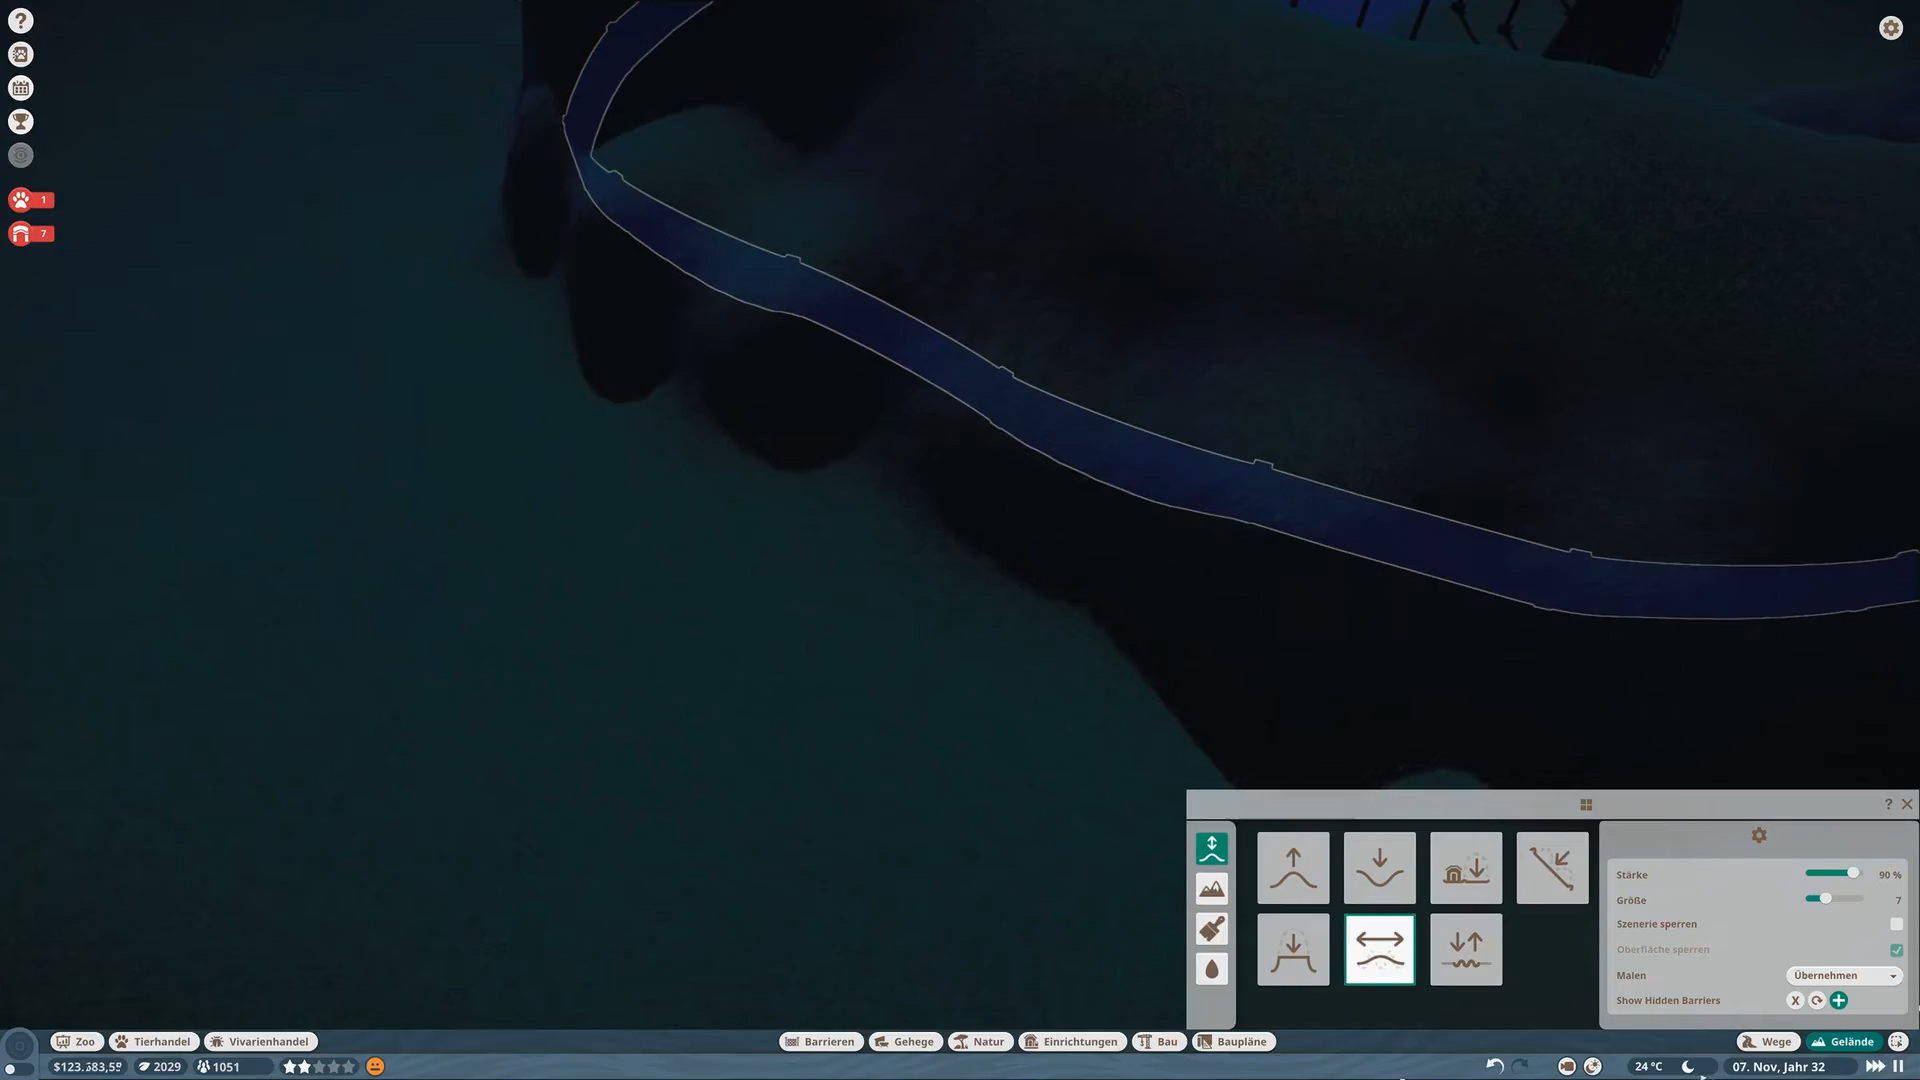 ?
1
7
?
Stärke 90 %
Größe 7
Szenerie sperren
Oberfläche sperren
Malen Übernehmen
Show Hidden Barriers X
Zoo Tierhandel Vivarienhandel Barrieren Gehege Natur Einrichtungen Bau Baupläne Wege Gelände
2029 1051 24 °C 07. Nov, Jahr 32